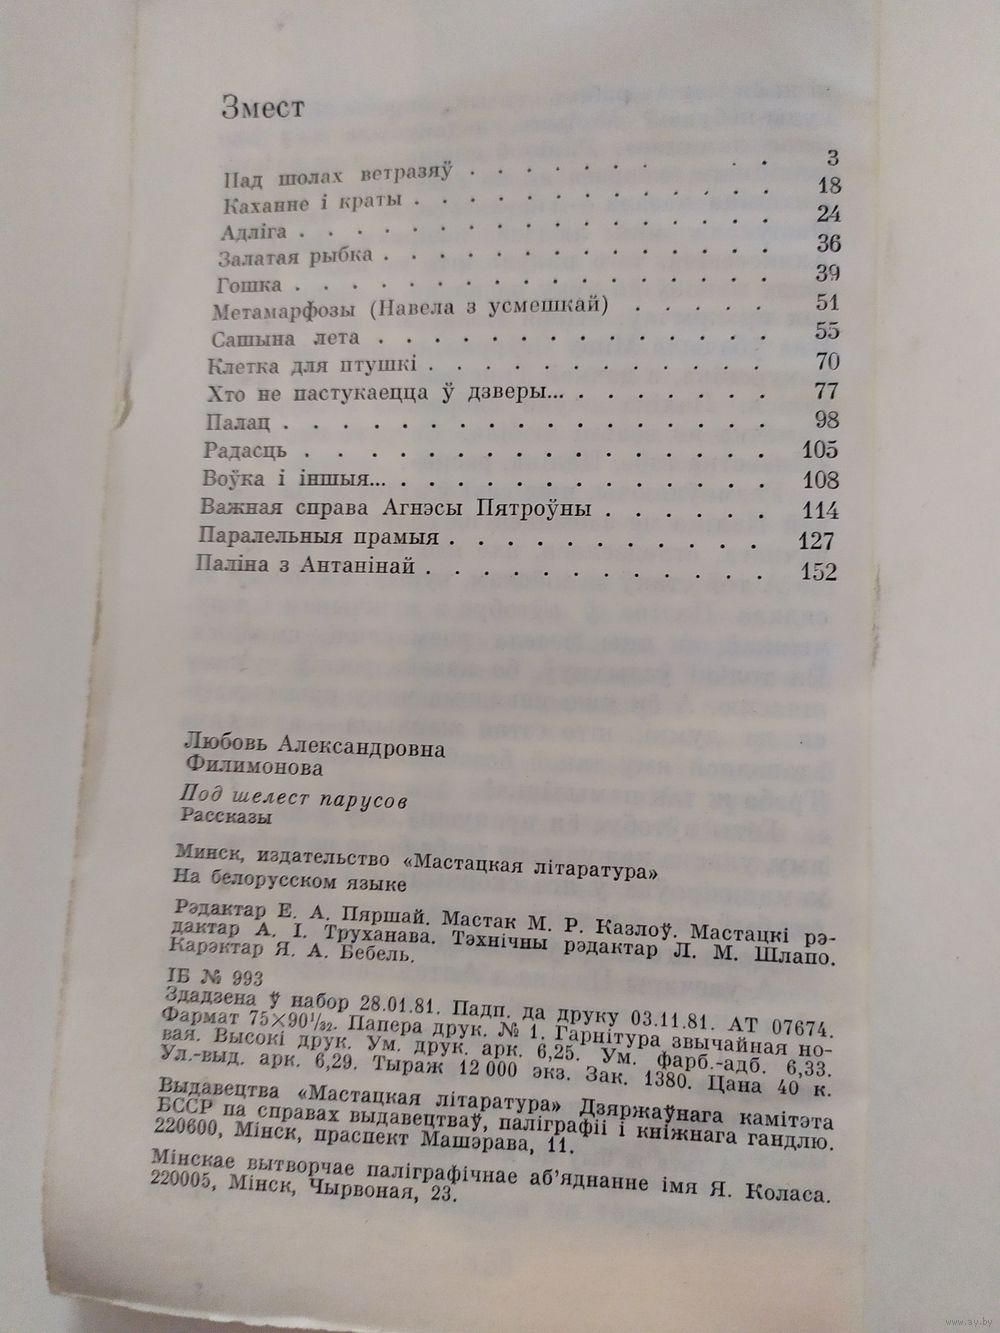 Змест
Пад шолах ветразяў . . . . . . . . . . . 3
Каханне і краты . . . . . . . . . . . . . 18
Адліга . . . . . . . . . . . . . . . . . 24
Залатая рыбка . . . . . . . . . . . . . . 36
Гошка . . . . . . . . . . . . . . . . . 39
Метамарфозы (Навела з усмешкай) . . . . . 51
Сашына лета . . . . . . . . . . . . . . 55
Клетка для птушкі . . . . . . . . . . . . 70
Хто не пастукаецца ў дзверы... . . . . . . . 77
Палац . . . . . . . . . . . . . . . . . 98
Радасць . . . . . . . . . . . . . . . . 105
Воўка і іншыя... . . . . . . . . . . . . . 108
Важная справа Агнэсы Пятроўны . . . . . . 114
Паралельныя прамыя . . . . . . . . . . . 127
Паліна з Антанінай . . . . . . . . . . . . 152
Любовь Александровна
Филимонова
Под шелест парусов
Рассказы
Минск, издательство «Мастацкая літаратура»
На белорусском языке
Рэдактар Е. А. Пяршай. Мастак М. Р. Казлоў. Мастацкі рэ-
дактар А. І. Труханава. Тэхнічны рэдактар Л. М. Шлапо.
Карэктар Я. А. Бебель.
ІБ № 993
Здадзена ў набор 28.01.81. Падп. да друку 03.11.81. АТ 07674.
Фармат 75×90¹/₃₂. Папера друк. № 1. Гарнітура звычайная но-
вая. Высокі друк. Ум. друк. арк. 6,25. Ум. фарб.-адб. 6,33.
Ул.-выд. арк. 6,29. Тыраж 12 000 экз. Зак. 1380. Цана 40 к.
Выдавецтва «Мастацкая літаратура» Дзяржаўнага камітэта
БССР па справах выдавецтваў, паліграфіі і кніжнага гандлю.
220600, Мінск, праспект Машэрава, 11.
Мінскае вытворчае паліграфічнае аб'яднанне імя Я. Коласа.
220005, Мінск, Чырвоная, 23.
www.ay.by